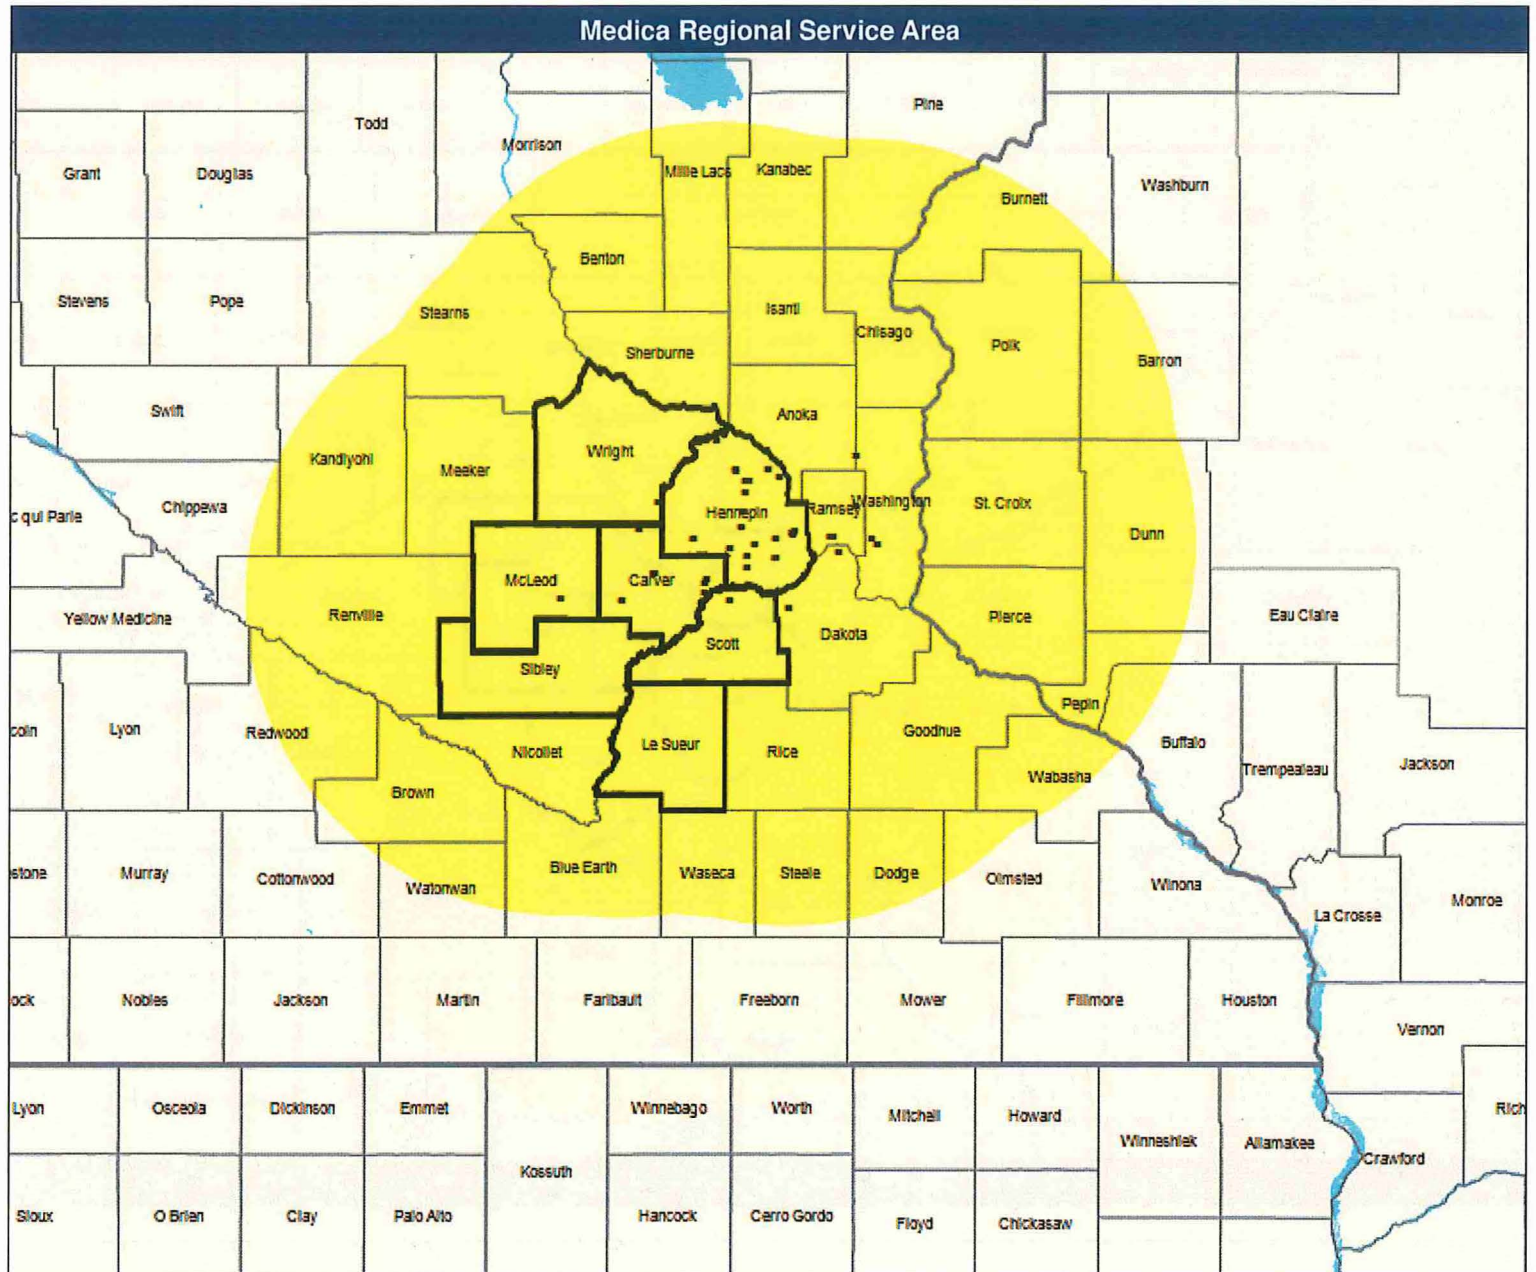 Medica Regional Service Area
Pine
Todd
Morrison
Mille Lacs
Kanabec
Grant
Douglas
Burnett
Washburn
Benton
Stevens
Pope
Stearns
Isanti
Chisago
Polk
Barron
Sherburne
Swift
Anoka
Kandiyohi
Meeker
Wright
Chippewa
c qui Parle
Hennepin
Ramsey
Washington
St. Croix
Dunn
McLeod
Carver
Yellow Medicine
Renville
Pierce
Eau Claire
Sibley
Scott
Dakota
Pepin
coln
Lyon
Redwood
Nicollet
Le Sueur
Rice
Goodhue
Buffalo
Trempealeau
Jackson
Brown
Wabasha
stone
Murray
Cottonwood
Watonwan
Blue Earth
Waseca
Steele
Dodge
Olmsted
Winona
La Crosse
Monroe
ock
Nobles
Jackson
Martin
Faribault
Freeborn
Mower
Fillmore
Houston
Vernon
Lyon
Osceola
Dickinson
Emmet
Winnebago
Worth
Mitchell
Howard
Rich
Kossuth
Winneshiek
Allamakee
Crawford
Sioux
O Brien
Clay
Palo Alto
Hancock
Cerro Gordo
Floyd
Chickasaw